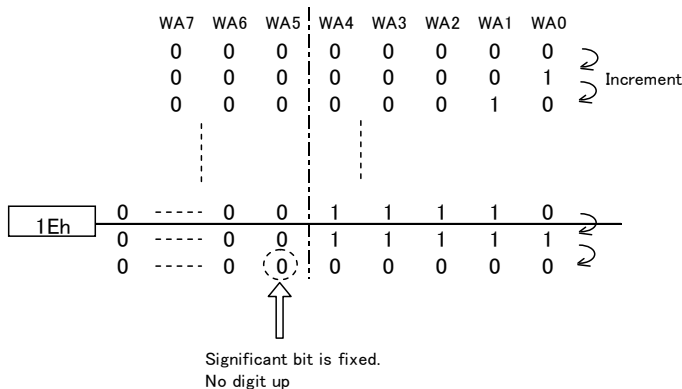 WA7 WA6 WA5 WA4 WA3 WA2 WA1 WA0
0 0 0 0 0 0 0 0
0 0 0 0 0 0 0 1
Increment
0 0 0 0 0 0 1 0
0 ----- 0 0 1 1 1 1 0
1Eh
0 ----- 0 0 1 1 1 1 1
0 ----- 0 0 0 0 0 0 0
Significant bit is fixed.
No digit up